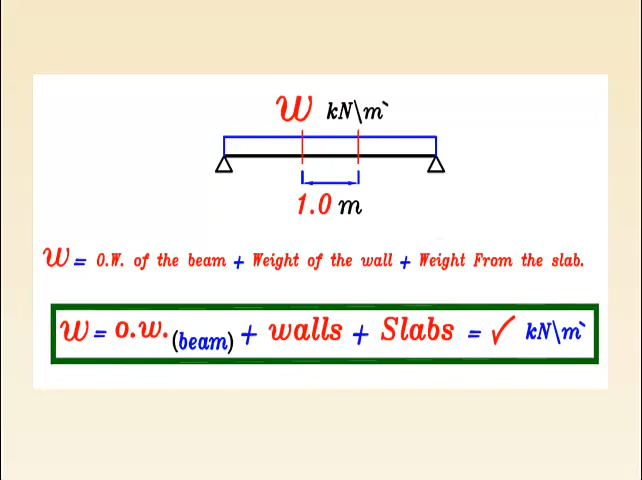 w kN\m`
1.0 m
w = O.W. of the beam + Weight of the wall + Weight From the slab.
w = o.w. (beam) + walls + Slabs = ✓ kN\m`